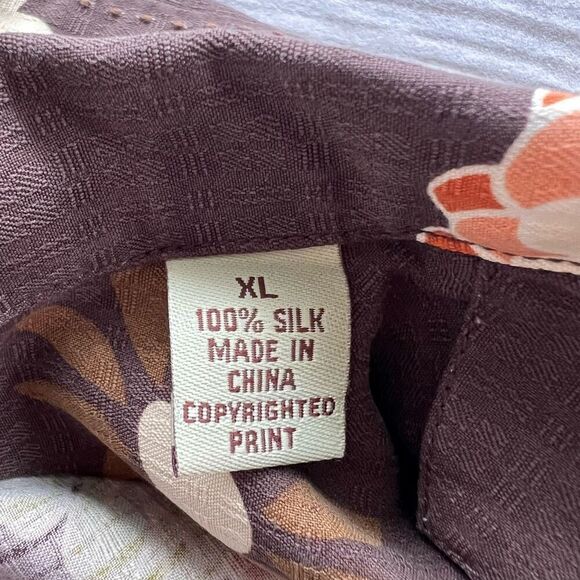 XL
100% SILK
MADE IN
CHINA
COPYRIGHTED
PRINT